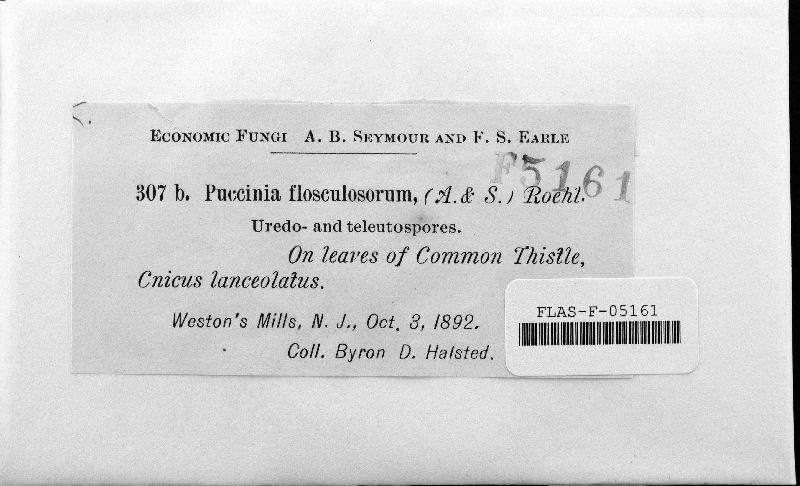 Economic Fungi A. B. Seymour and F. S. Earle
F5161
307 b. Puccinia flosculosorum, (A. & S.) Roehl.
Uredo- and teleutospores.
On leaves of Common Thistle,
Cnicus lanceolatus.
Weston's Mills, N. J., Oct. 3, 1892.
Coll. Byron D. Halsted.
FLAS-F-05161